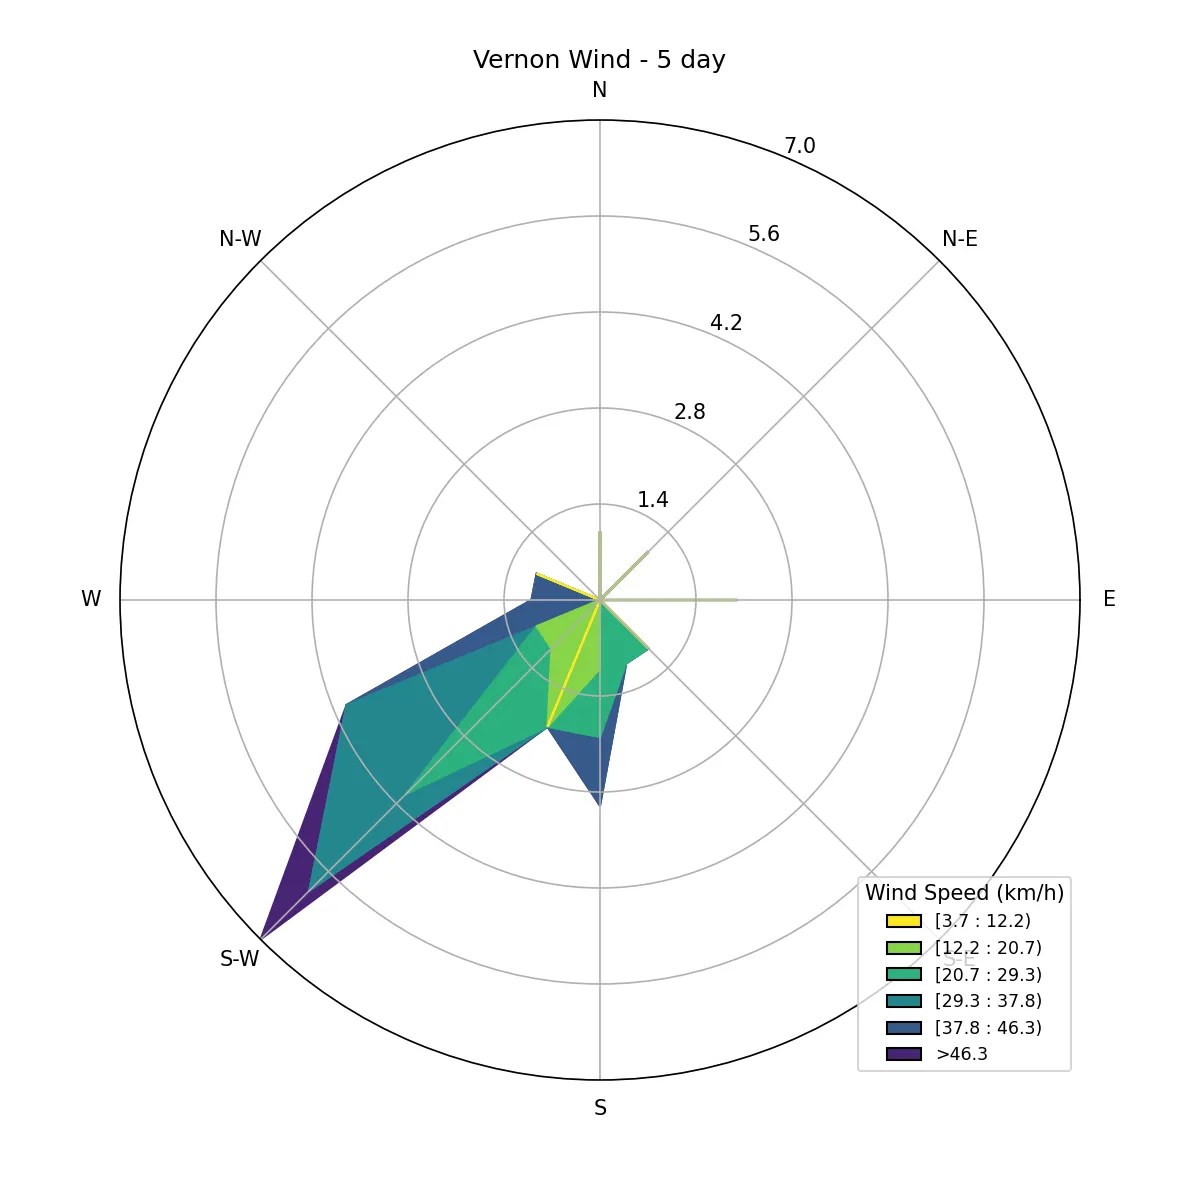 Vernon Wind - 5 day
N
7.0
N-W
5.6
N-E
4.2
2.8
1.4
W
E
S-W
S-E
S
Wind Speed (km/h)
[3.7 : 12.2)
[12.2 : 20.7)
[20.7 : 29.3)
[29.3 : 37.8)
[37.8 : 46.3)
>46.3